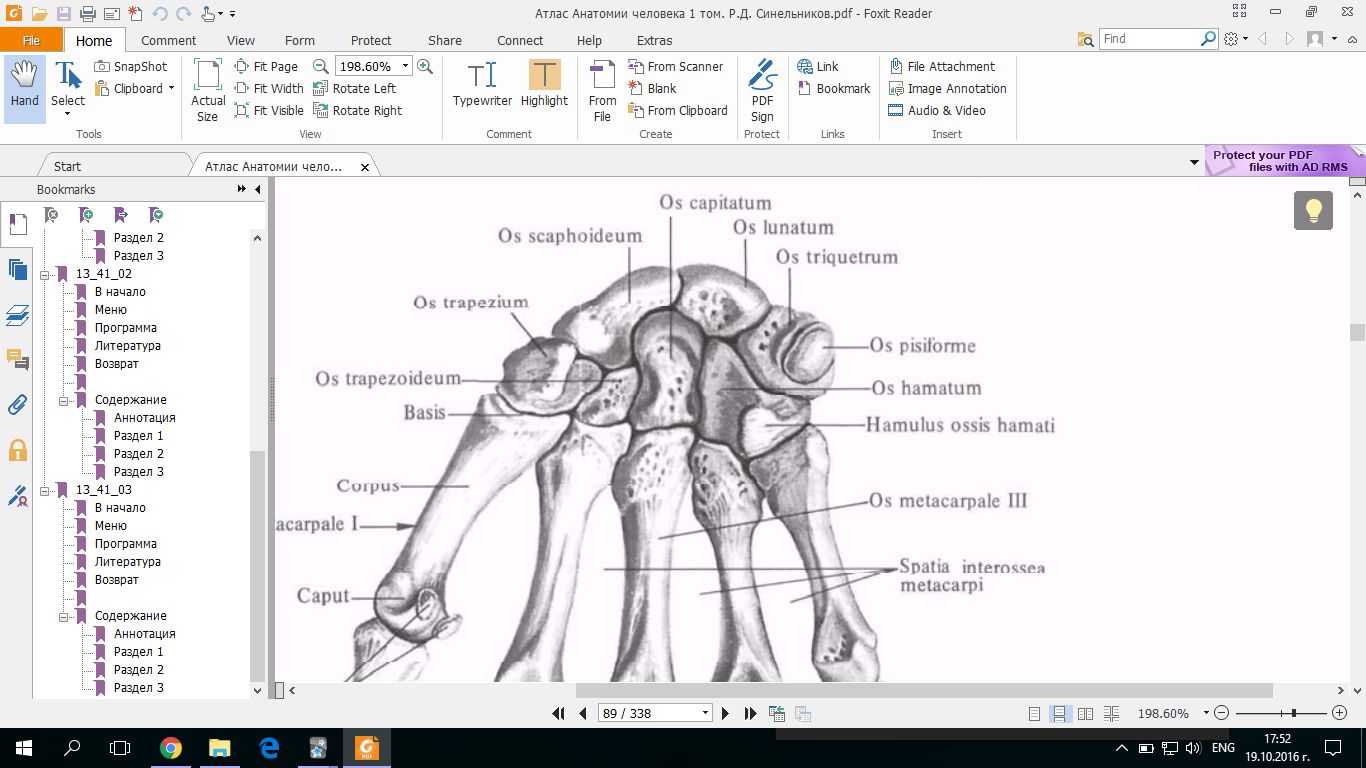 Атлас Анатомии человека 1 том. Р.Д. Синельников.pdf - Foxit Reader
File
Home
Comment
View
Form
Protect
Share
Connect
Help
Extras
Find
Hand
Select
SnapShot
Clipboard
Tools
Actual
Size
Fit Page
Fit Width
Fit Visible
198.60%
Rotate Left
Rotate Right
View
Typewriter
Highlight
Comment
From
File
From Scanner
Blank
From Clipboard
Create
PDF
Sign
Protect
Link
Bookmark
Links
File Attachment
Image Annotation
Audio & Video
Insert
Start
Атлас Анатомии чело...
Protect your PDF
files with AD RMS
Bookmarks
Раздел 2
Раздел 3
13_41_02
В начало
Меню
Программа
Литература
Возврат
Содержание
Аннотация
Раздел 1
Раздел 2
Раздел 3
13_41_03
В начало
Меню
Программа
Литература
Возврат
Содержание
Аннотация
Раздел 1
Раздел 2
Раздел 3
Os capitatum
Os lunatum
Os scaphoideum
Os triquetrum
Os trapezium
Os pisiforme
Os trapezoideum
Os hamatum
Basis
Hamulus ossis hamati
Corpus
Os metacarpale III
acarpale I
Spatia interossea
metacarpi
Caput
89 / 338
198.60%
PDF
ENG
17:52
19.10.2016 г.